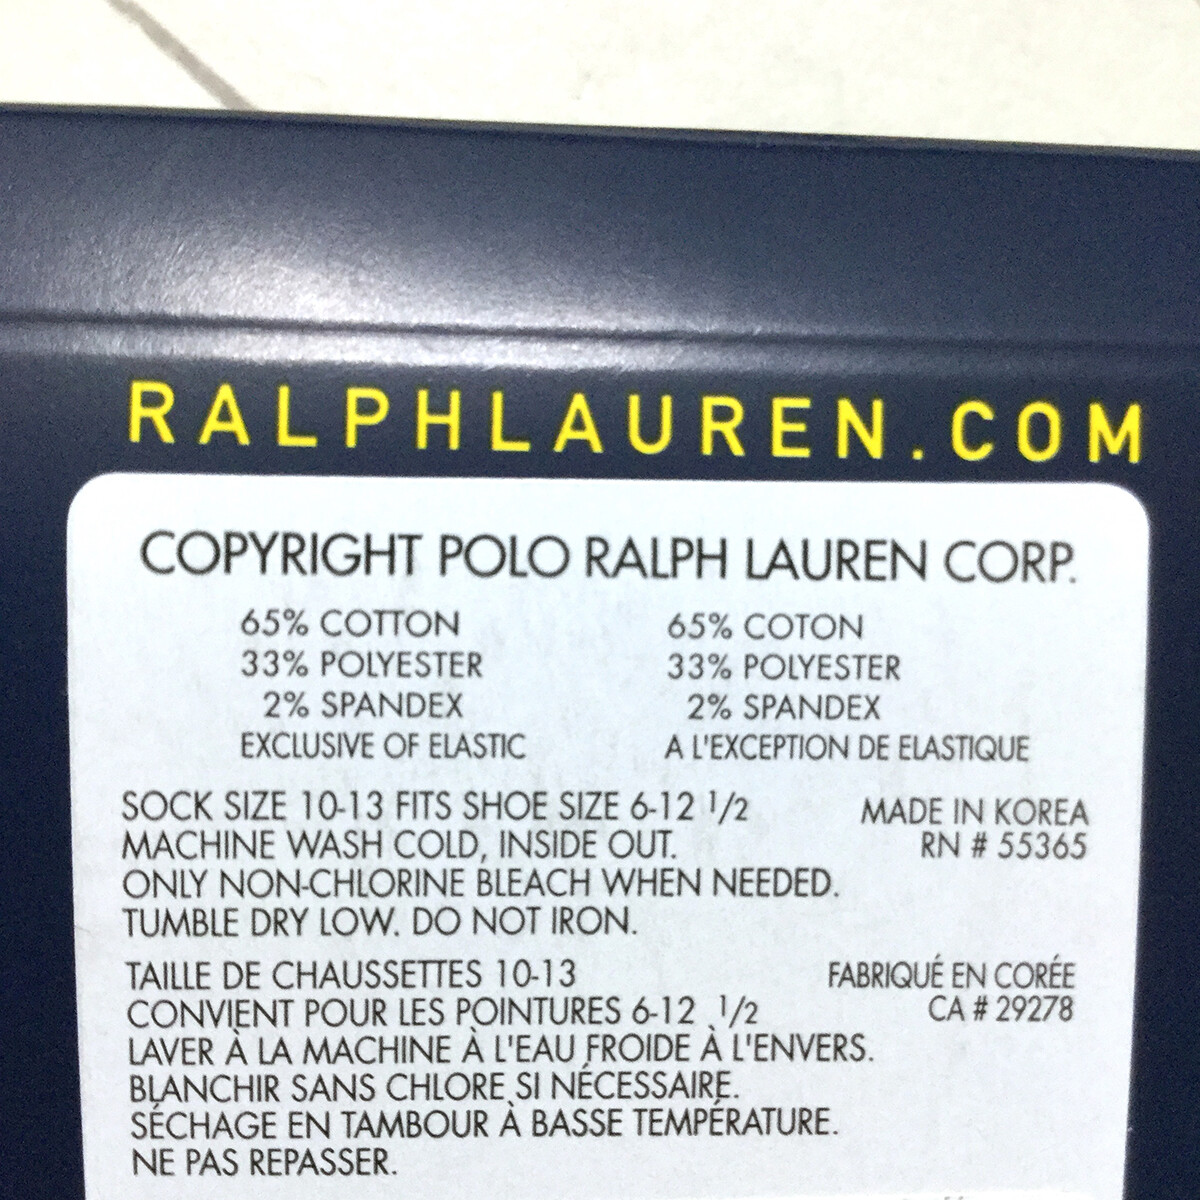 RALPHLAUREN.COM
COPYRIGHT POLO RALPH LAUREN CORP.
65% COTTON
33% POLYESTER
2% SPANDEX
EXCLUSIVE OF ELASTIC
65% COTON
33% POLYESTER
2% SPANDEX
A L'EXCEPTION DE ELASTIQUE
SOCK SIZE 10-13 FITS SHOE SIZE 6-12 1/2
MACHINE WASH COLD, INSIDE OUT.
ONLY NON-CHLORINE BLEACH WHEN NEEDED.
TUMBLE DRY LOW. DO NOT IRON.
MADE IN KOREA
RN # 55365
TAILLE DE CHAUSSETTES 10-13
CONVIENT POUR LES POINTURES 6-12 1/2
LAVER À LA MACHINE À L'EAU FROIDE À L'ENVERS.
BLANCHIR SANS CHLORE SI NÉCESSAIRE.
SÉCHAGE EN TAMBOUR À BASSE TEMPÉRATURE.
NE PAS REPASSER.
FABRIQUÉ EN CORÉE
CA # 29278